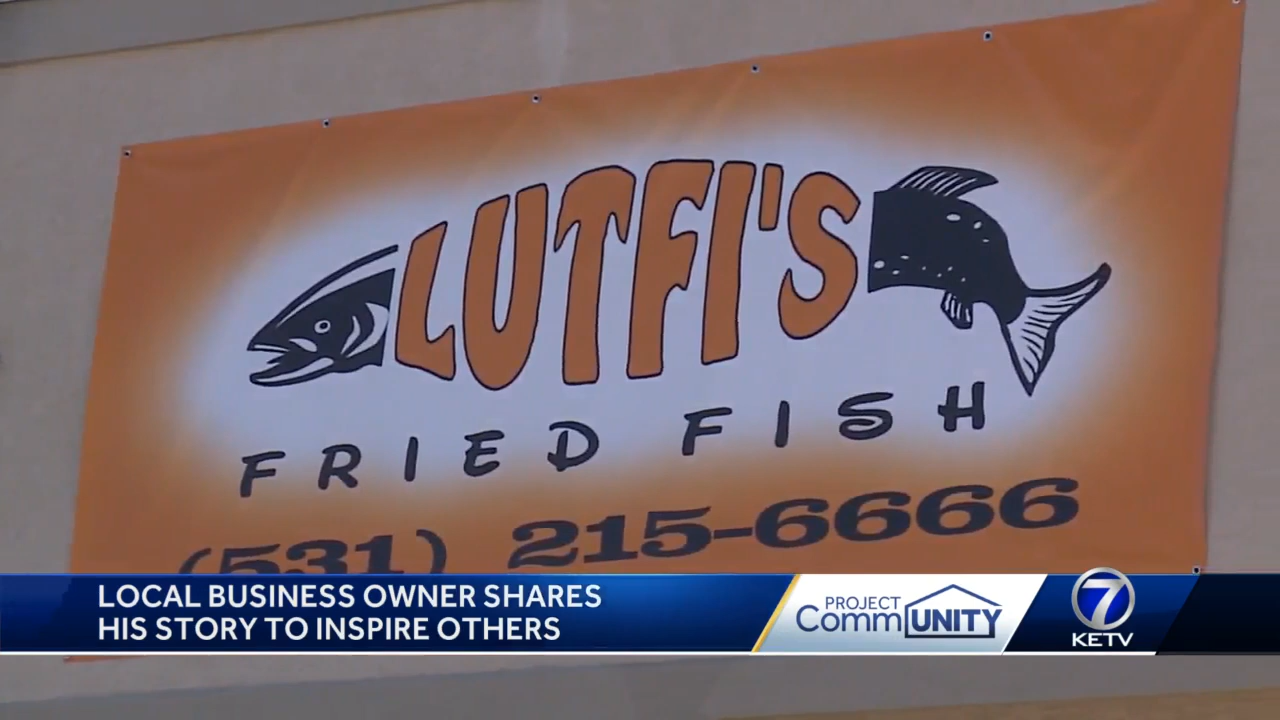 LUTFI'S
FRIED FISH
(531) 215-6666
LOCAL BUSINESS OWNER SHARES
HIS STORY TO INSPIRE OTHERS
PROJECT
CommUNITY
7
KETV